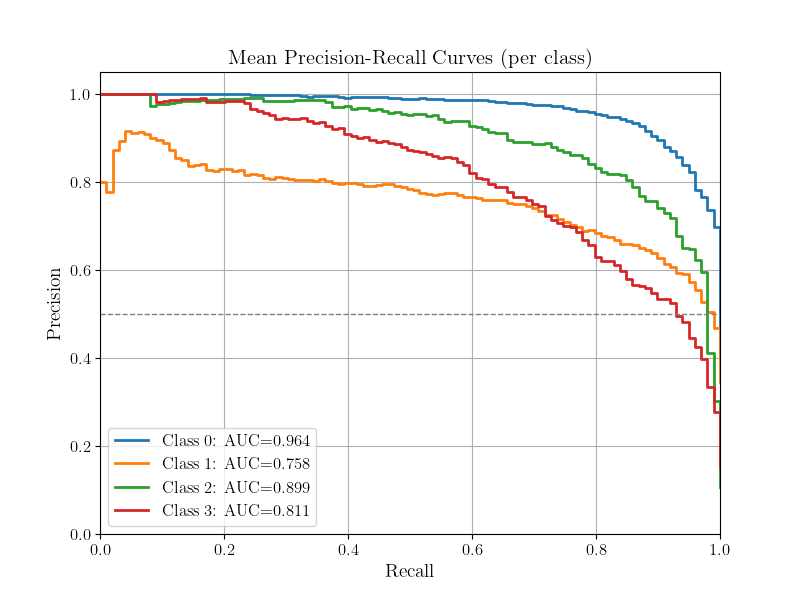 Mean Precision-Recall Curves (per class)
1.0
0.8
0.6
0.4
0.2
0.0
Precision
Class 0: AUC=0.964
Class 1: AUC=0.758
Class 2: AUC=0.899
Class 3: AUC=0.811
0.0 0.2 0.4 0.6 0.8 1.0
Recall